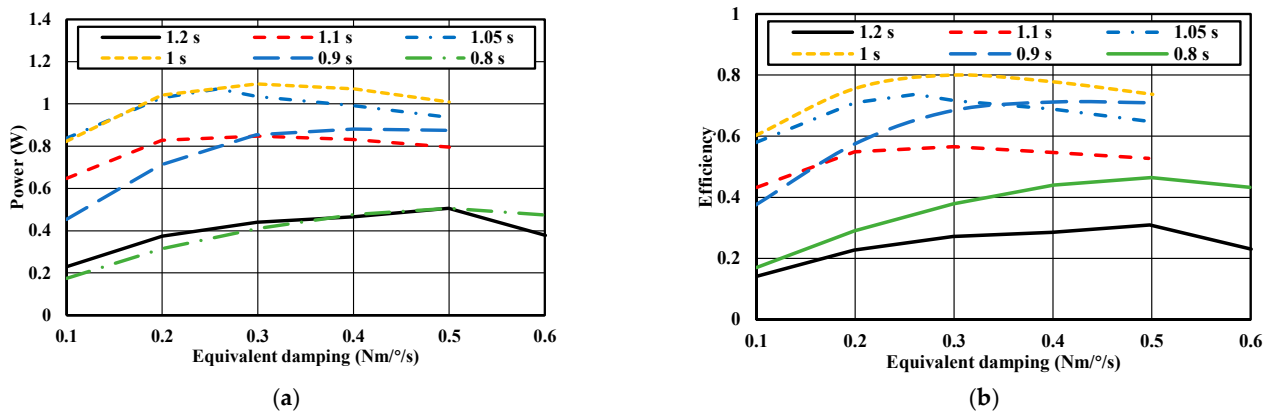 1.4
1.2
1
0.8
0.6
0.4
0.2
0
Power (W)
1.2 s
1.1 s
1.05 s
1 s
0.9 s
0.8 s
0.1
0.2
0.3
0.4
0.5
0.6
Equivalent damping (Nm/°/s)
(a)
1
0.8
0.6
0.4
0.2
0
Efficiency
1.2 s
1.1 s
1.05 s
1 s
0.9 s
0.8 s
0.1
0.2
0.3
0.4
0.5
0.6
Equivalent damping (Nm/°/s)
(b)